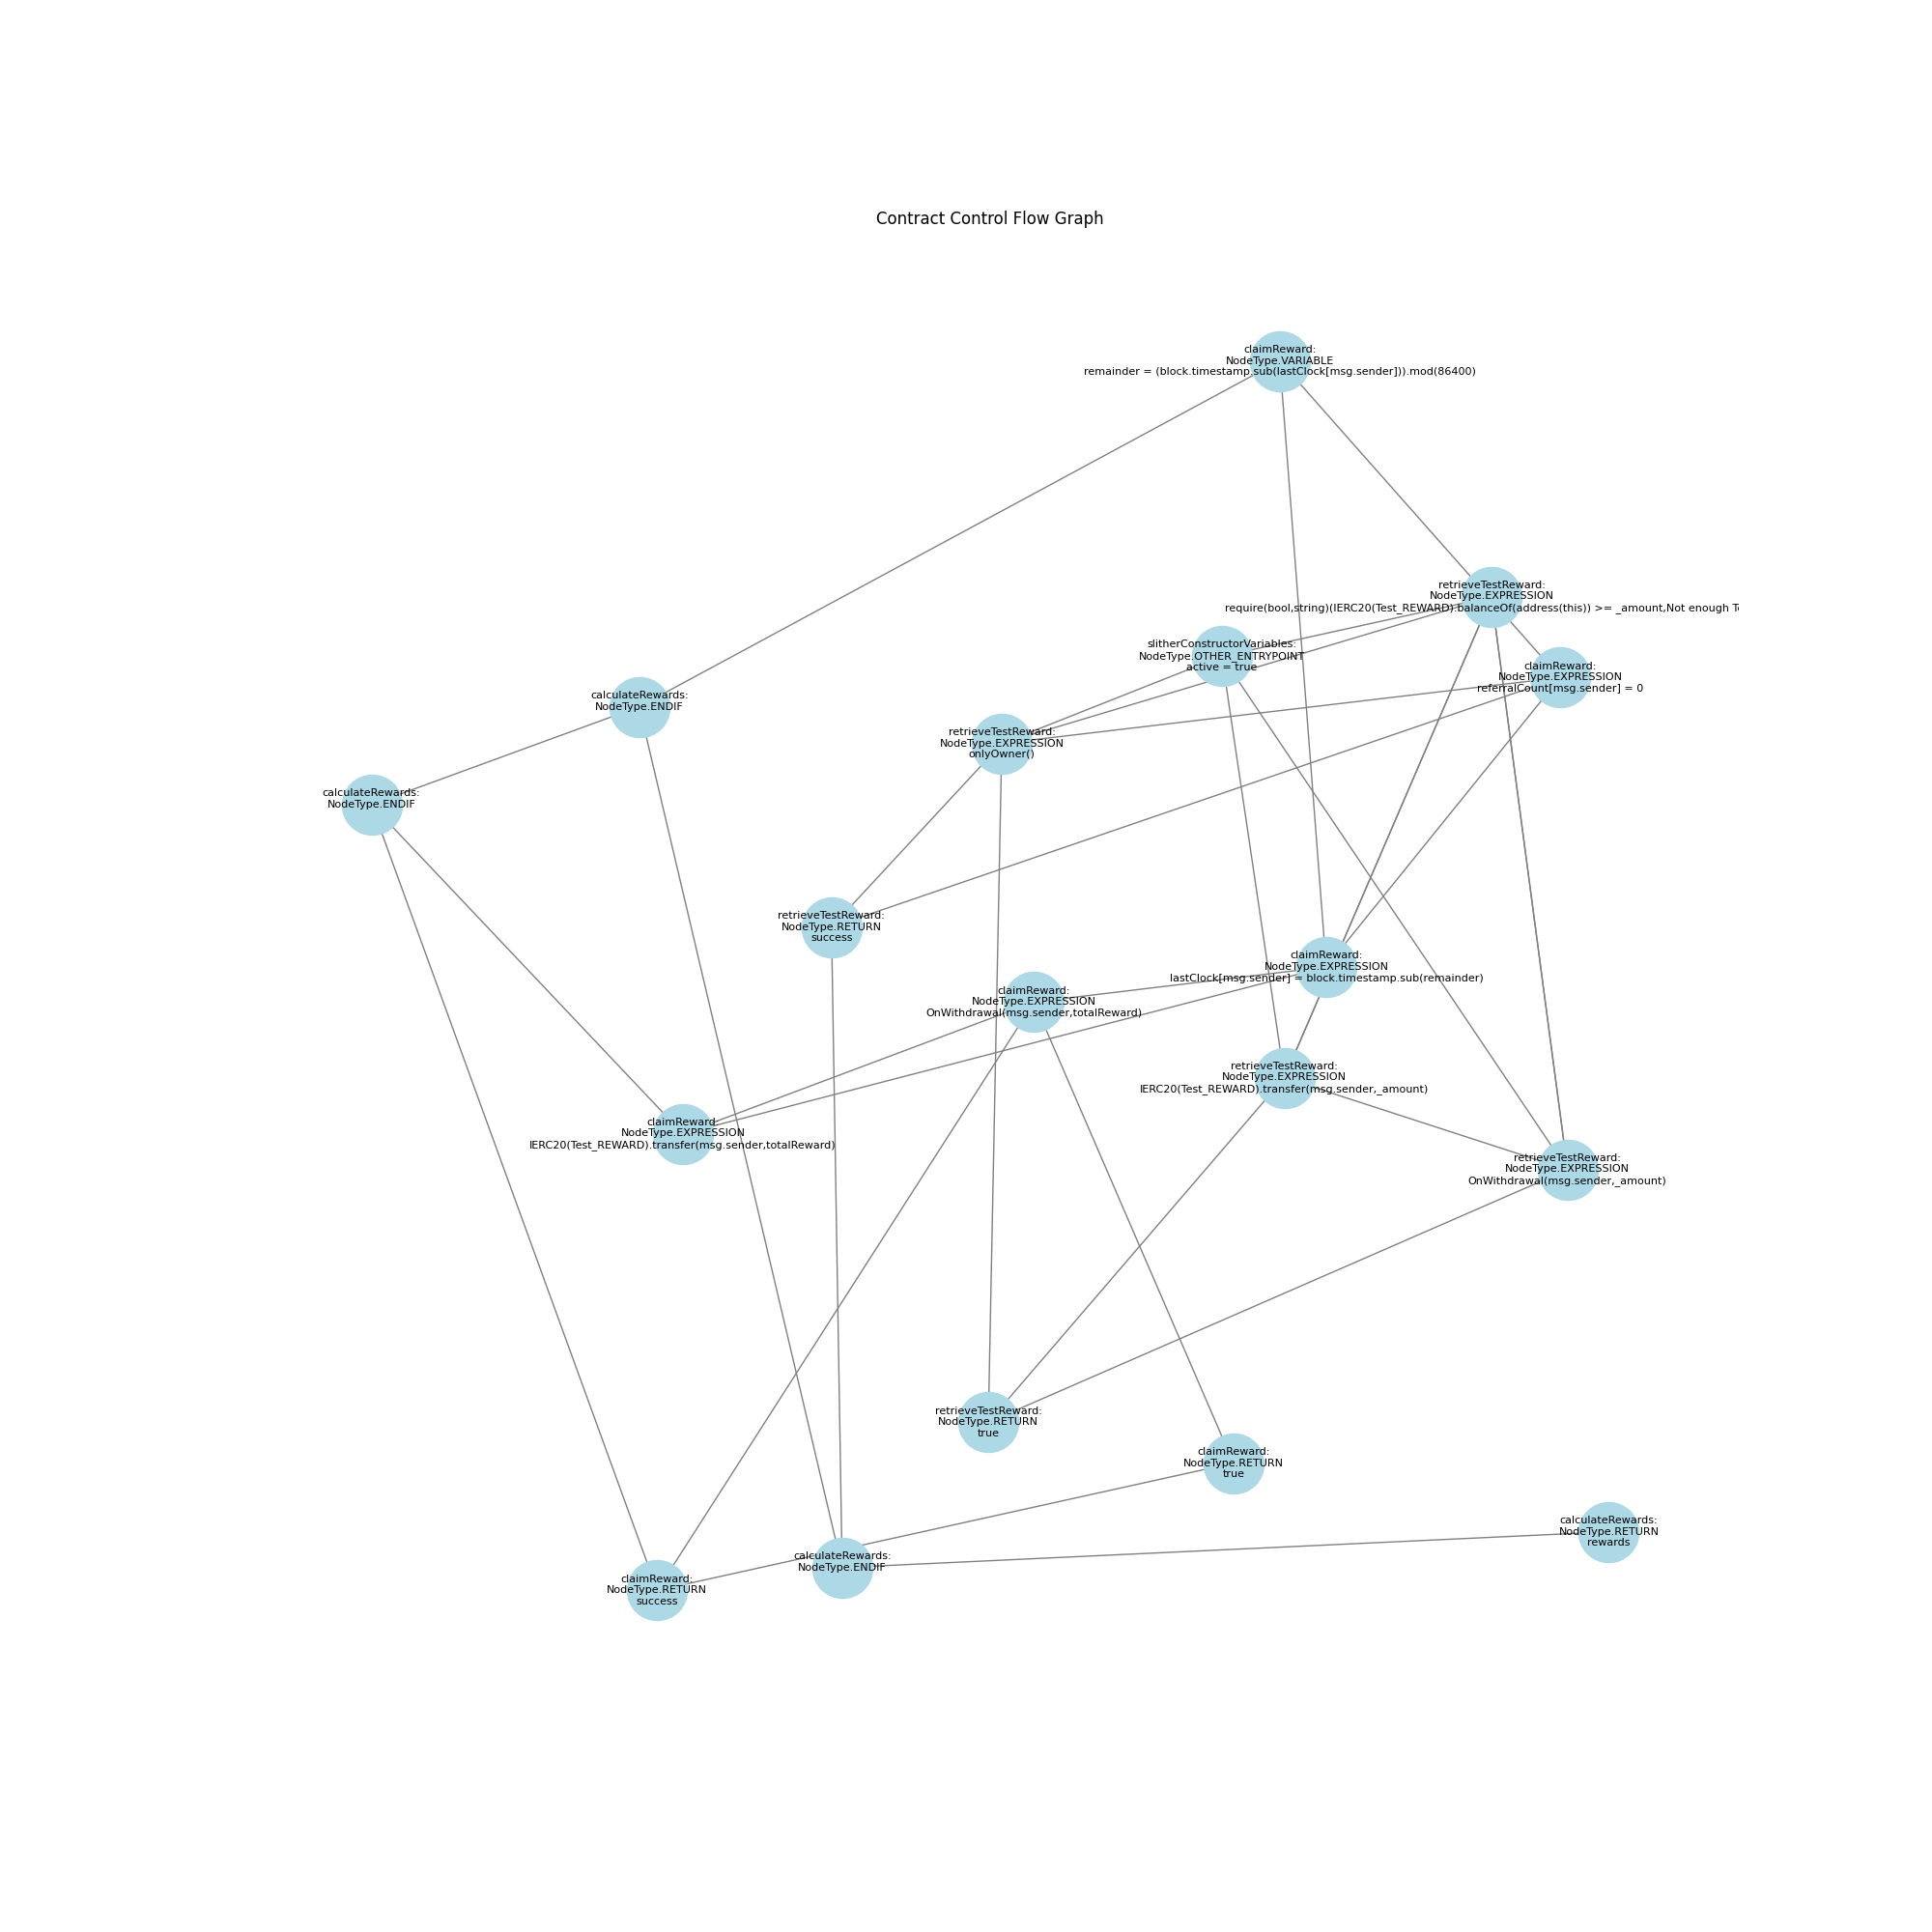 Contract Control Flow Graph
claimReward:
NodeType.VARIABLE
remainder = (block.timestamp.sub(lastClock[msg.sender])).mod(86400)
retrieveTestReward:
NodeType.EXPRESSION
require(bool,string)(IERC20(Test_REWARD).balanceOf(address(this)) >= _amount,Not enough
slitherConstructorVariables:
NodeType.OTHER_ENTRYPOINT
active = true
claimReward:
NodeType.EXPRESSION
referralCount[msg.sender] = 0
calculateRewards:
NodeType.ENDIF
retrieveTestReward:
NodeType.EXPRESSION
onlyOwner()
calculateRewards:
NodeType.ENDIF
retrieveTestReward:
NodeType.RETURN
success
claimReward:
NodeType.EXPRESSION
lastClock[msg.sender] = block.timestamp.sub(remainder)
claimReward:
NodeType.EXPRESSION
OnWithdrawal(msg.sender,totalReward)
retrieveTestReward:
NodeType.EXPRESSION
IERC20(Test_REWARD).transfer(msg.sender,_amount)
claimReward:
NodeType.EXPRESSION
IERC20(Test_REWARD).transfer(msg.sender,totalReward)
retrieveTestReward:
NodeType.EXPRESSION
OnWithdrawal(msg.sender,_amount)
retrieveTestReward:
NodeType.RETURN
true
claimReward:
NodeType.RETURN
true
calculateRewards:
NodeType.RETURN
rewards
calculateRewards:
NodeType.ENDIF
claimReward:
NodeType.RETURN
success